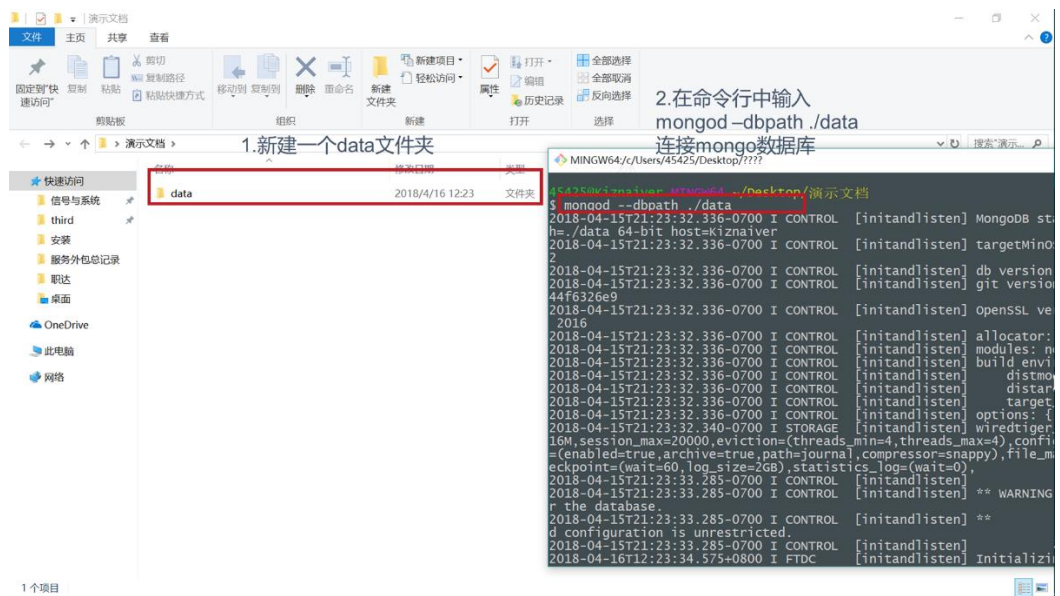 演示文档
文件 主页 共享 查看
固定到"快速访问" 复制 粘贴 剪切 复制路径 粘贴快捷方式 移动到 复制到 删除 重命名 新建文件夹 新建项目 轻松访问 属性 打开 编辑 历史记录 全部选择 全部取消 反向选择
剪贴板 组织 新建 打开 选择
2.在命令行中输入
mongod –dbpath ./data
连接mongo数据库
演示文档
搜索"演示...
1.新建一个data文件夹
名称 修改日期 类型
data 2018/4/16 12:23 文件夹
快速访问
信号与系统
third
安装
服务外包总记录
职达
桌面
OneDrive
此电脑
网络
1 个项目
MINGW64:/c/Users/45425/Desktop/????
45425@Kiznaiver MINGW64 ~/Desktop/演示文档
$ mongod --dbpath ./data
2018-04-15T21:23:32.336-0700 I CONTROL [initandlisten] MongoDB sta
h=./data 64-bit host=Kiznaiver
2018-04-15T21:23:32.336-0700 I CONTROL [initandlisten] targetMinO
2
2018-04-15T21:23:32.336-0700 I CONTROL [initandlisten] db version
2018-04-15T21:23:32.336-0700 I CONTROL [initandlisten] git versio
44f6326e9
2018-04-15T21:23:32.336-0700 I CONTROL [initandlisten] OpenSSL ve
2016
2018-04-15T21:23:32.336-0700 I CONTROL [initandlisten] allocator:
2018-04-15T21:23:32.336-0700 I CONTROL [initandlisten] modules: n
2018-04-15T21:23:32.336-0700 I CONTROL [initandlisten] build envi
2018-04-15T21:23:32.336-0700 I CONTROL [initandlisten] distmo
2018-04-15T21:23:32.336-0700 I CONTROL [initandlisten] distar
2018-04-15T21:23:32.336-0700 I CONTROL [initandlisten] target_
2018-04-15T21:23:32.336-0700 I CONTROL [initandlisten] options: {
2018-04-15T21:23:32.340-0700 I STORAGE [initandlisten] wiredtiger_
16M,session_max=20000,eviction=(threads_min=4,threads_max=4),confi
=(enabled=true,archive=true,path=journal,compressor=snappy),file_m
eckpoint=(wait=60,log_size=2GB),statistics_log=(wait=0),
2018-04-15T21:23:33.285-0700 I CONTROL [initandlisten]
2018-04-15T21:23:33.285-0700 I CONTROL [initandlisten] ** WARNING
r the database.
2018-04-15T21:23:33.285-0700 I CONTROL [initandlisten] **
d configuration is unrestricted.
2018-04-15T21:23:33.285-0700 I CONTROL [initandlisten]
2018-04-16T12:23:34.575+0800 I FTDC [initandlisten] Initializi